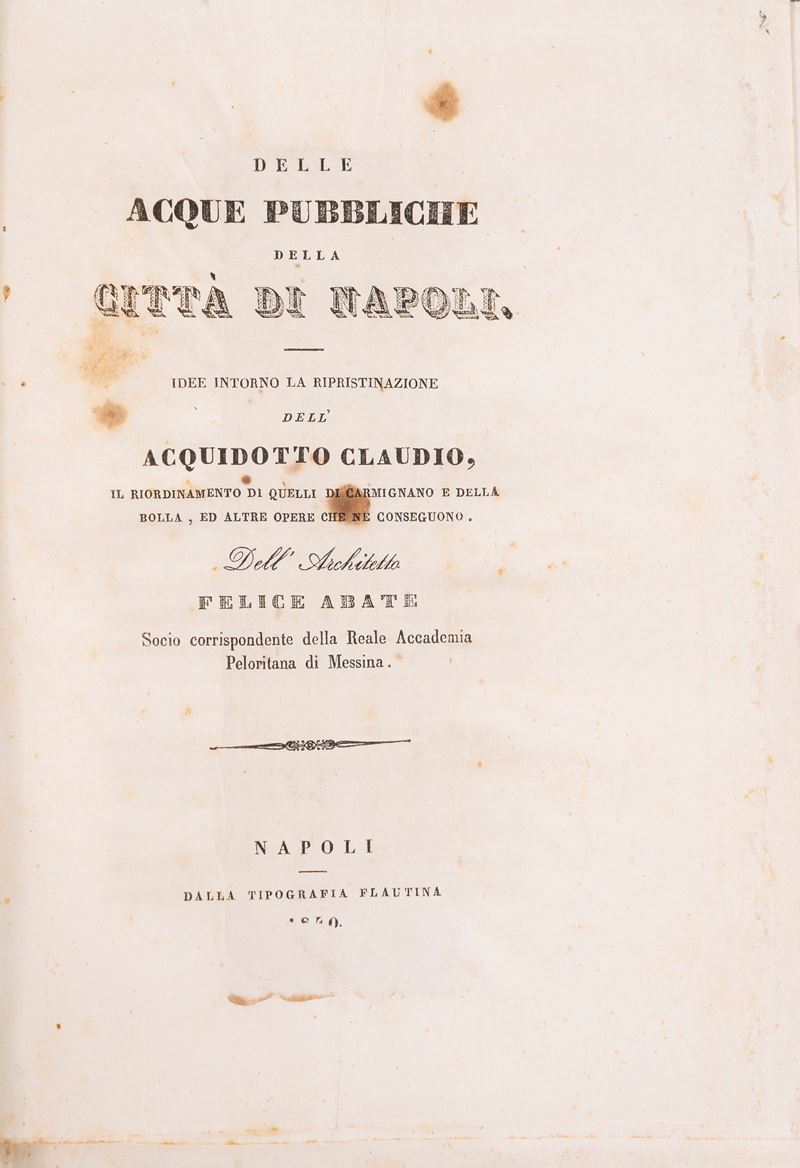 DELLE
ACQUE PUBBLICHE
DELLA
CITTÀ DI NAPOLI.
IDEE INTORNO LA RIPRISTINAZIONE
DELL'
ACQUIDOTTO CLAUDIO,
IL RIORDINAMENTO DI QUELLI DI CARMIGNANO E DELLA
BOLLA , ED ALTRE OPERE CHE NE CONSEGUONO .
Dell' Architetto
FELICE ABATE
Socio corrispondente della Reale Accademia
Peloritana di Messina .
NAPOLI
DALLA TIPOGRAFIA FLAUTINA